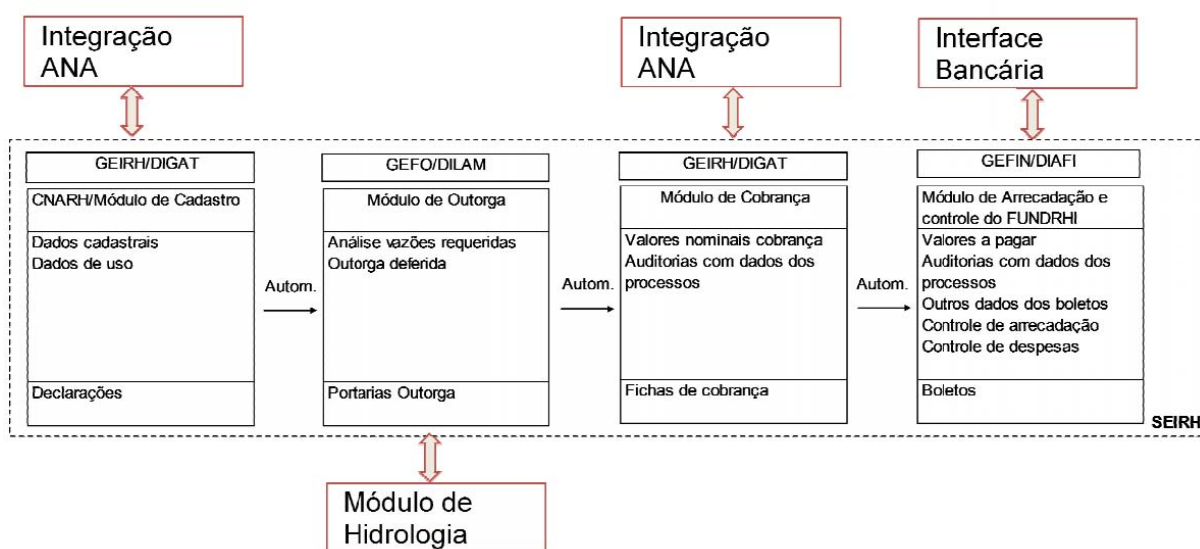 Integração
ANA
Integração
ANA
Interface
Bancária
GEIRH/DIGAT
CNARH/Módulo de Cadastro
Dados cadastrais
Dados de uso
Declarações
Autom.
GEFO/DILAM
Módulo de Outorga
Análise vazões requeridas
Outorga deferida
Portarias Outorga
Autom.
GEIRH/DIGAT
Módulo de Cobrança
Valores nominais cobrança
Auditorias com dados dos
processos
Fichas de cobrança
Autom.
GEFIN/DIAFI
Módulo de Arrecadação e
controle do FUNDRHI
Valores a pagar
Auditorias com dados dos
processos
Outros dados dos boletos
Controle de arrecadação
Controle de despesas
Boletos
SEIRH
Módulo de
Hidrologia